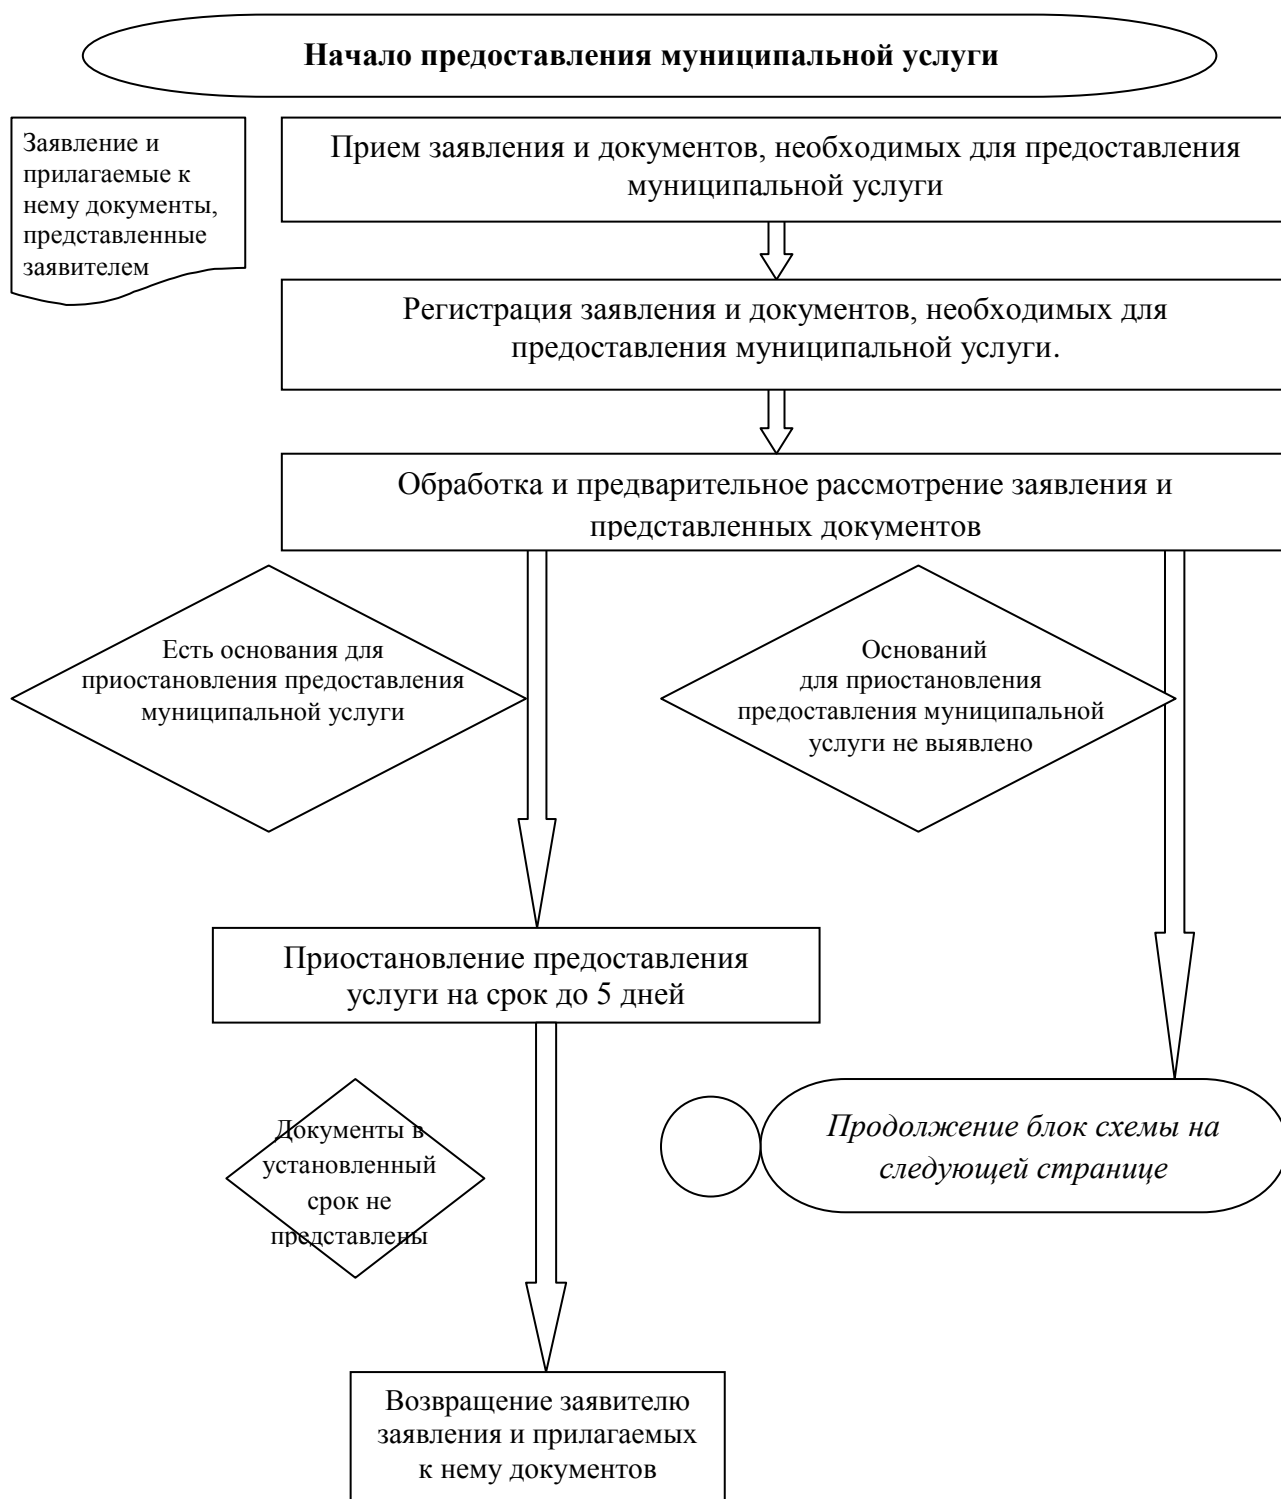 Начало предоставления муниципальной услуги
Заявление и
прилагаемые к
нему документы,
представленные
заявителем
Прием заявления и документов, необходимых для предоставления
муниципальной услуги
Регистрация заявления и документов, необходимых для
предоставления муниципальной услуги.
Обработка и предварительное рассмотрение заявления и
представленных документов
Есть основания для
приостановления предоставления
муниципальной услуги
Оснований
для приостановления
предоставления муниципальной
услуги не выявлено
Приостановление предоставления
услуги на срок до 5 дней
Документы в
установленный
срок не
представлены
Продолжение блок схемы на
следующей странице
Возвращение заявителю
заявления и прилагаемых
к нему документов